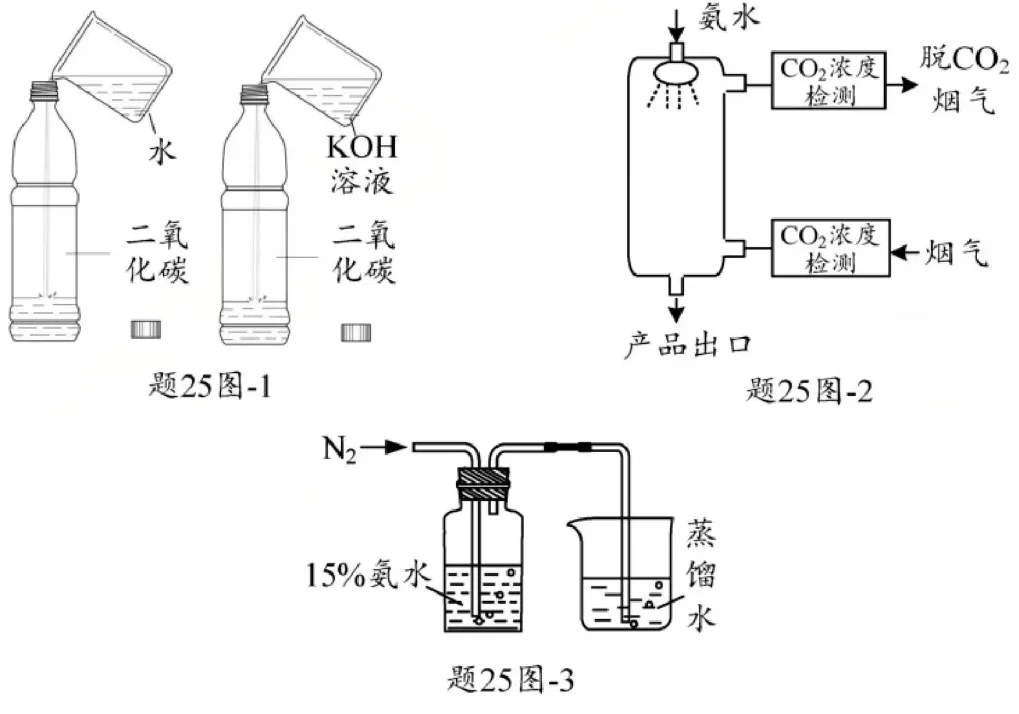 水
二氧
化碳
题25图-1
KOH
溶液
二氧
化碳
氨水
CO₂浓度
检测
脱CO₂
烟气
CO₂浓度
检测
烟气
产品出口
题25图-2
N₂
15%氨水
蒸
馏
水
题25图-3